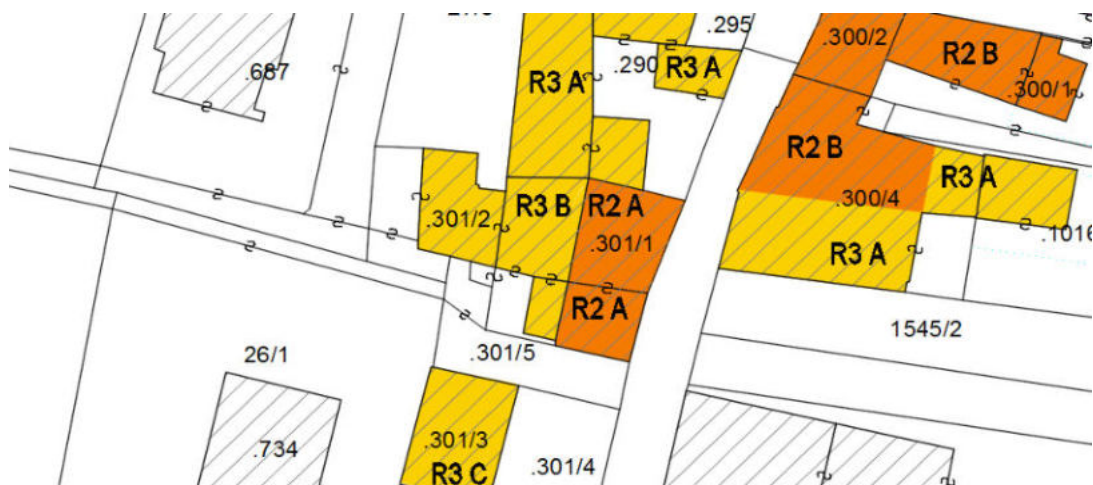 .295
.300/2
.687
R3 A
.290
R3 A
R2 B
.300/1
R2 B
R3 A
.300/4
.301/2
R3 B
R2 A
.301/1
R3 A
.1016
R2 A
1545/2
26/1
.301/5
.734
.301/3
R3 C
.301/4